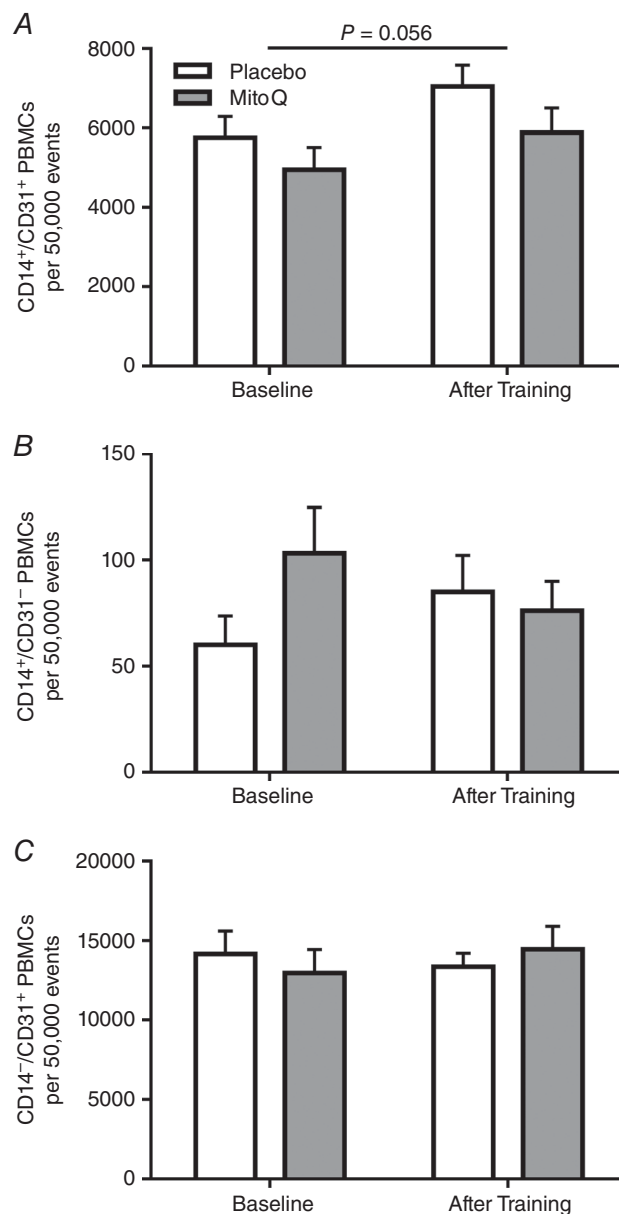 A
P = 0.056
8000
6000
4000
2000
0
Placebo
MitoQ
CD14⁺/CD31⁺ PBMCs
per 50,000 events
Baseline
After Training
B
150
100
50
0
CD14⁺/CD31⁻ PBMCs
per 50,000 events
Baseline
After Training
C
20000
15000
10000
5000
0
CD14⁻/CD31⁺ PBMCs
per 50,000 events
Baseline
After Training